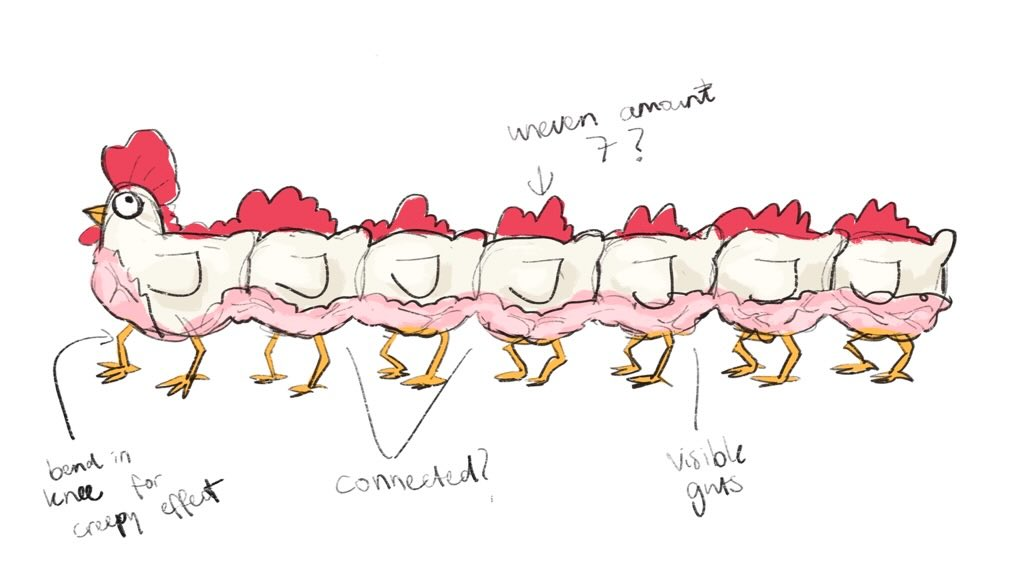 uneven amount
7?
bend in
knee for
creepy effect
connected?
visible
guts